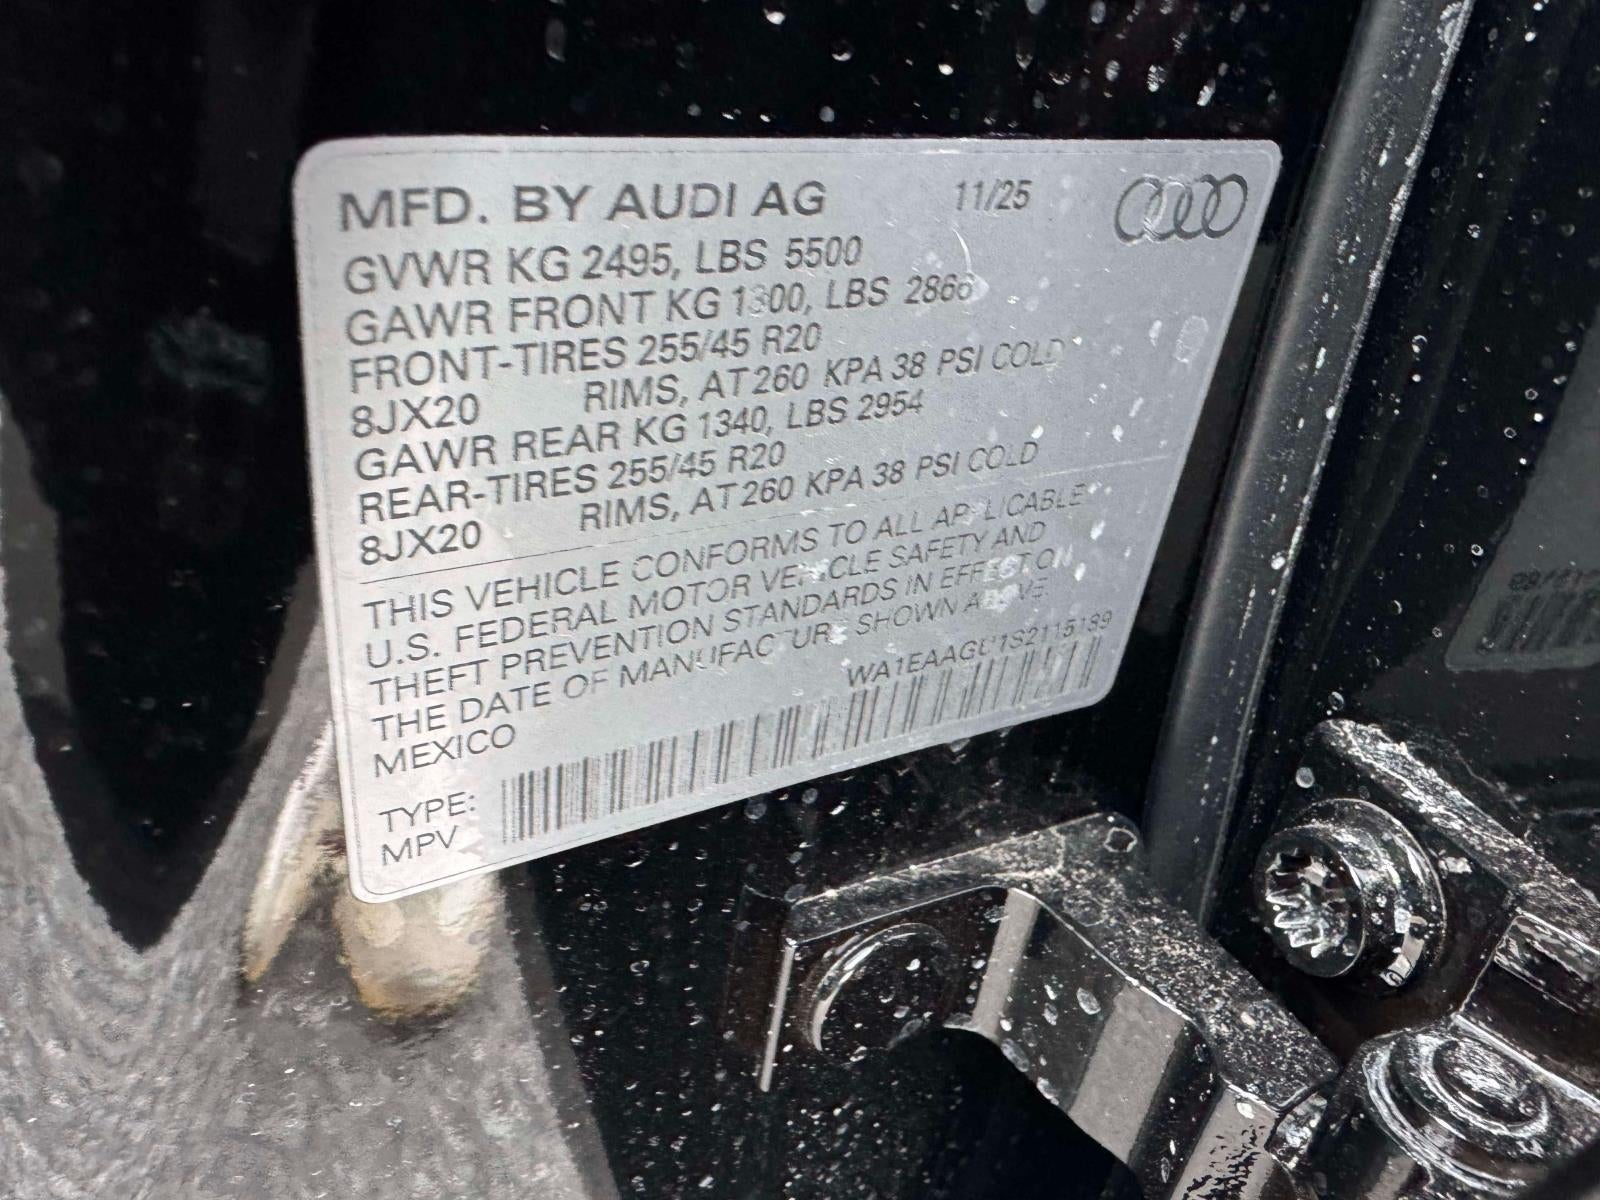 MFD. BY AUDI AG 11/25
GVWR KG 2495, LBS 5500
GAWR FRONT KG 1300, LBS 2866
FRONT-TIRES 255/45 R20
8JX20 RIMS, AT 260 KPA 38 PSI COLD
GAWR REAR KG 1340, LBS 2954
REAR-TIRES 255/45 R20
8JX20 RIMS, AT 260 KPA 38 PSI COLD
THIS VEHICLE CONFORMS TO ALL APPLICABLE
U.S. FEDERAL MOTOR VEHICLE SAFETY AND
THEFT PREVENTION STANDARDS IN EFFECT ON
THE DATE OF MANUFACTURE SHOWN ABOVE.
MEXICO
TYPE:
MPV